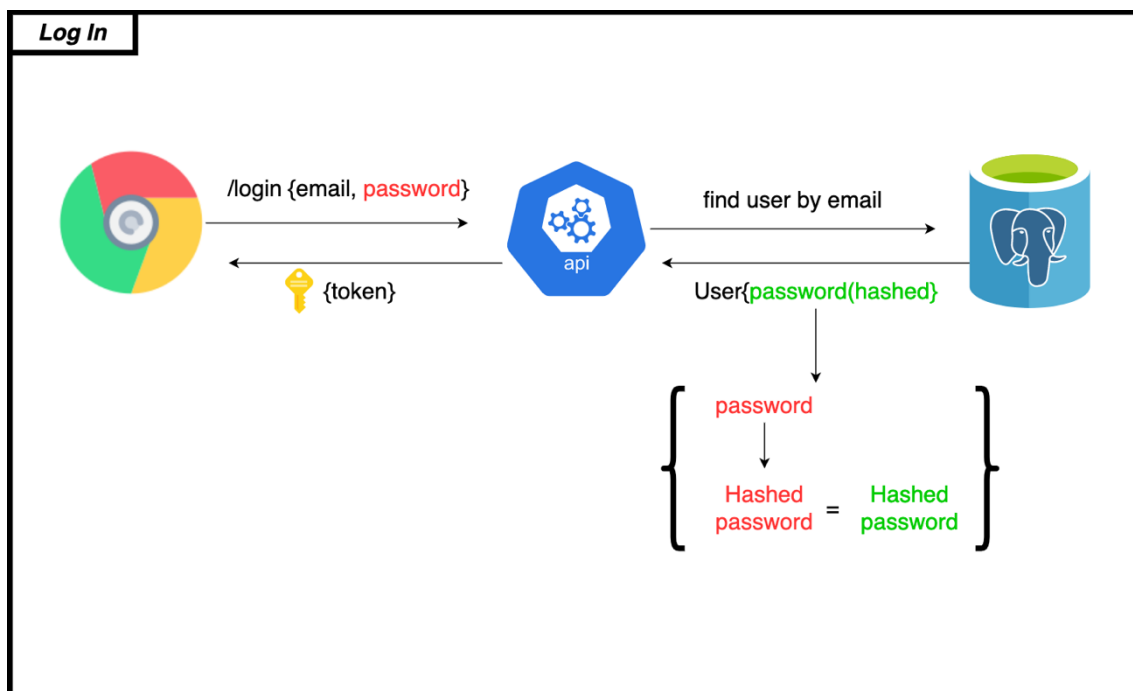 Log In
/login {email, password}
find user by email
api
{token}
User{password(hashed}
password
Hashed
password
=
Hashed
password